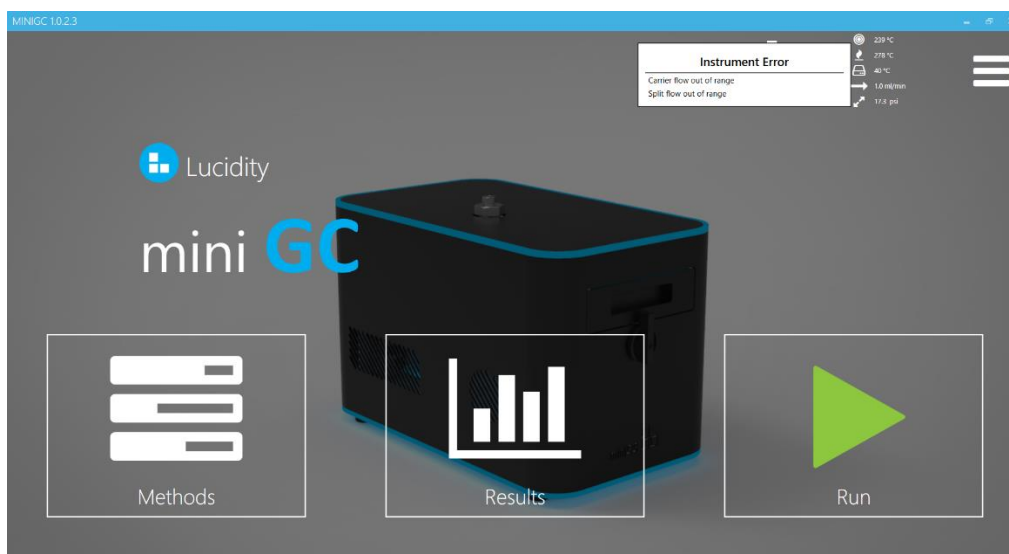 MINIGC 1.0.2.3
Instrument Error
Carrier flow out of range
Split flow out of range
239 °C
278 °C
40 °C
1.0 ml/min
17.3 psi
Lucidity
mini GC
Methods
Results
Run